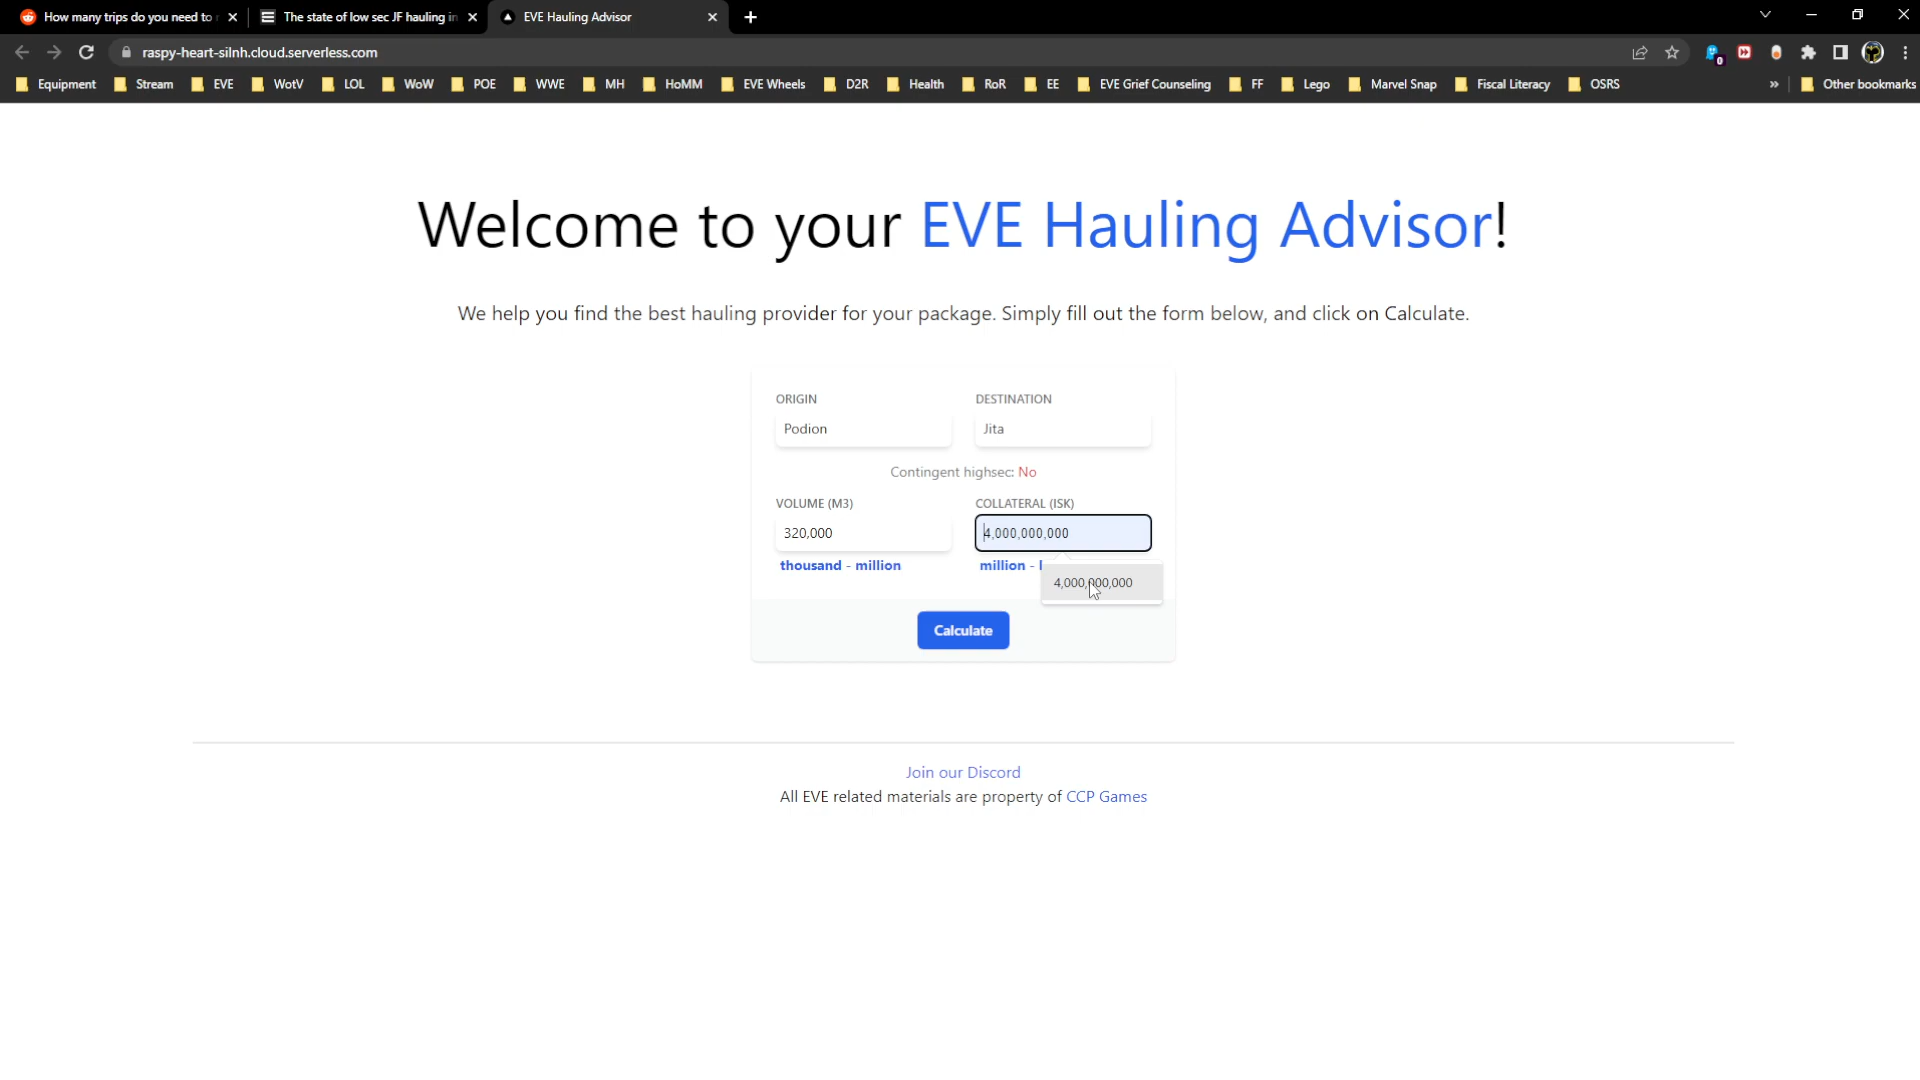 How many trips do you need to
The state of low sec JF hauling in
EVE Hauling Advisor
raspy-heart-silnh.cloud.serverless.com
0
Equipment
Stream
EVE
WotV
LOL
WoW
POE
WWE
MH
HoMM
EVE Wheels
D2R
Health
RoR
EE
EVE Grief Counseling
FF
Lego
Marvel Snap
Fiscal Literacy
OSRS
»
Other bookmarks
Welcome to your EVE Hauling Advisor!
We help you find the best hauling provider for your package. Simply fill out the form below, and click on Calculate.
ORIGIN
DESTINATION
Podion
Jita
Contingent highsec: No
VOLUME (M3)
COLLATERAL (ISK)
320,000
4,000,000,000
thousand - million
million -
4,000,000,000
Calculate
Join our Discord
All EVE related materials are property of CCP Games